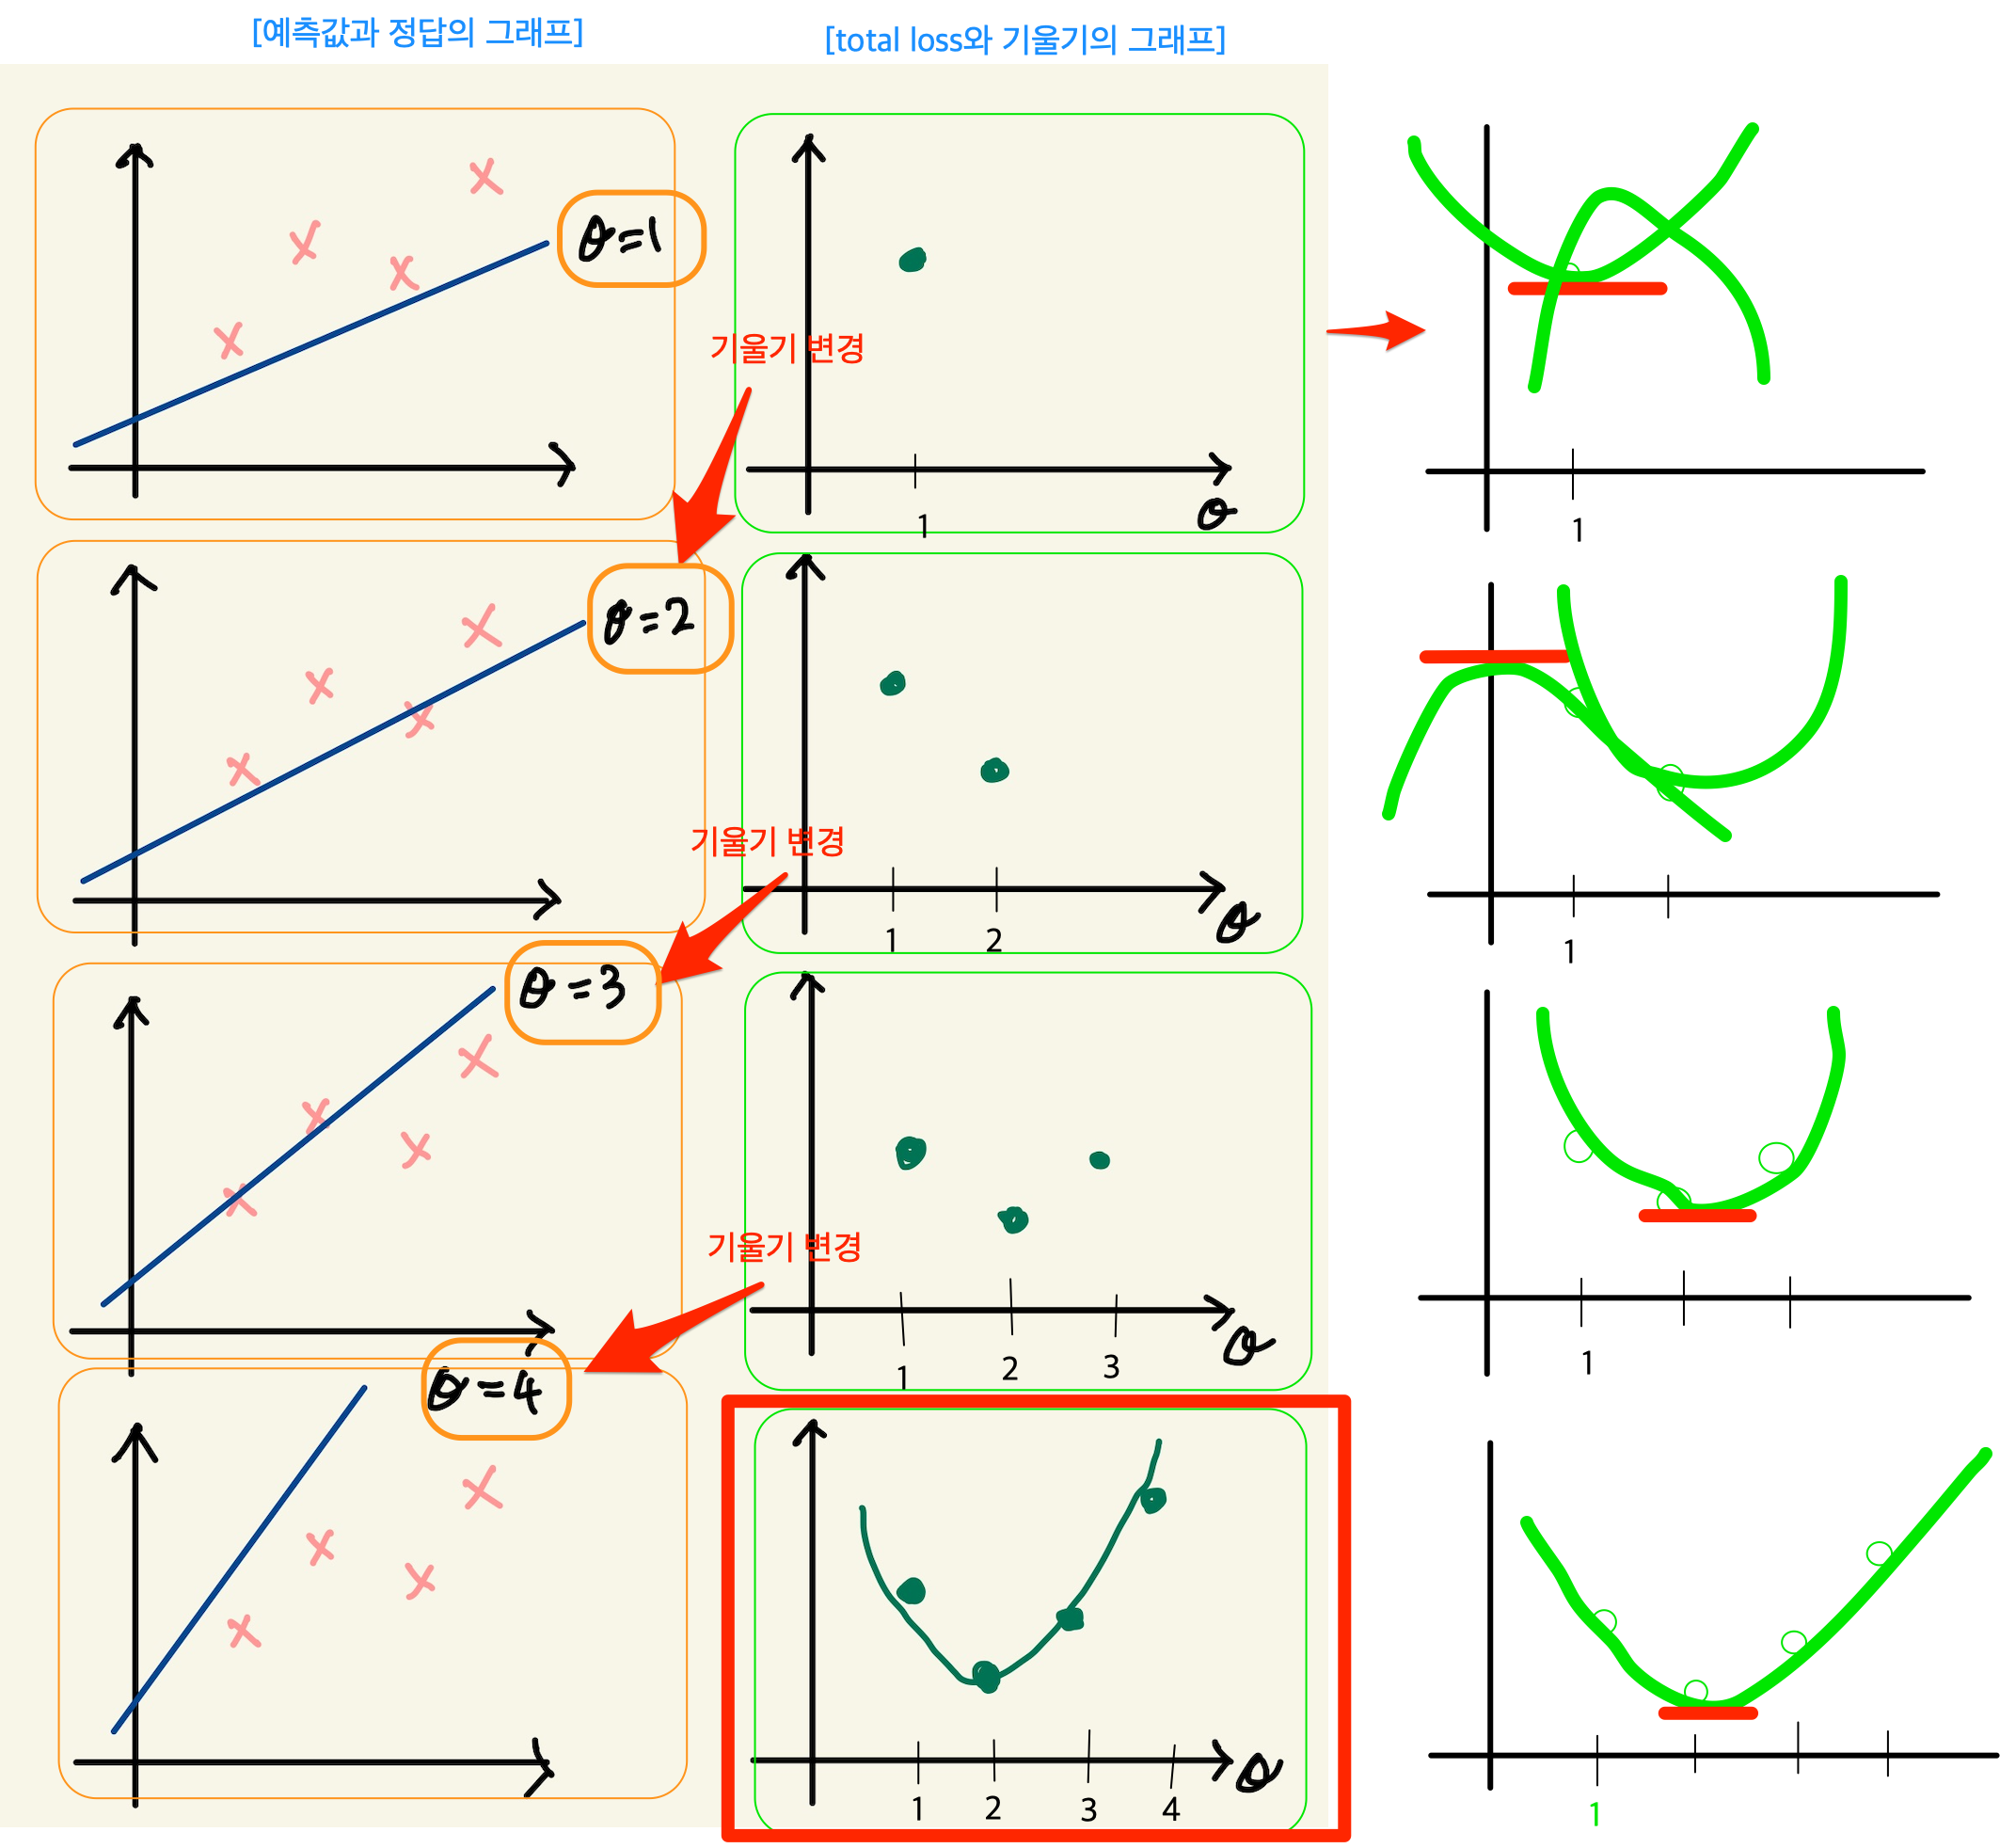 [예측값과 정답의 그래프]
[total loss와 기울기의 그래프]
θ=1
기울기 변경
1
θ
1
θ=2
기울기 변경
1 2
θ
1
θ=3
기울기 변경
1 2 3
θ
1
θ=4
1 2 3 4
θ
1